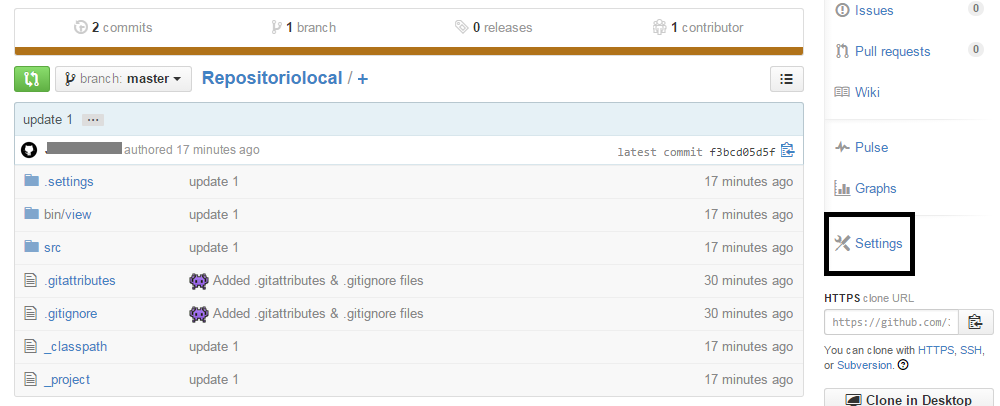 2 commits 1 branch 0 releases 1 contributor
branch: master Repositoriolocal / +
update 1 ...
authored 17 minutes ago latest commit f3bcd05d5f
.settings update 1 17 minutes ago
bin/view update 1 17 minutes ago
src update 1 17 minutes ago
.gitattributes Added .gitattributes & .gitignore files 30 minutes ago
.gitignore Added .gitattributes & .gitignore files 30 minutes ago
_classpath update 1 17 minutes ago
_project update 1 17 minutes ago
Issues 0
Pull requests 0
Wiki
Pulse
Graphs
Settings
HTTPS clone URL
https://github.com/
You can clone with HTTPS, SSH,
or Subversion. ?
Clone in Desktop